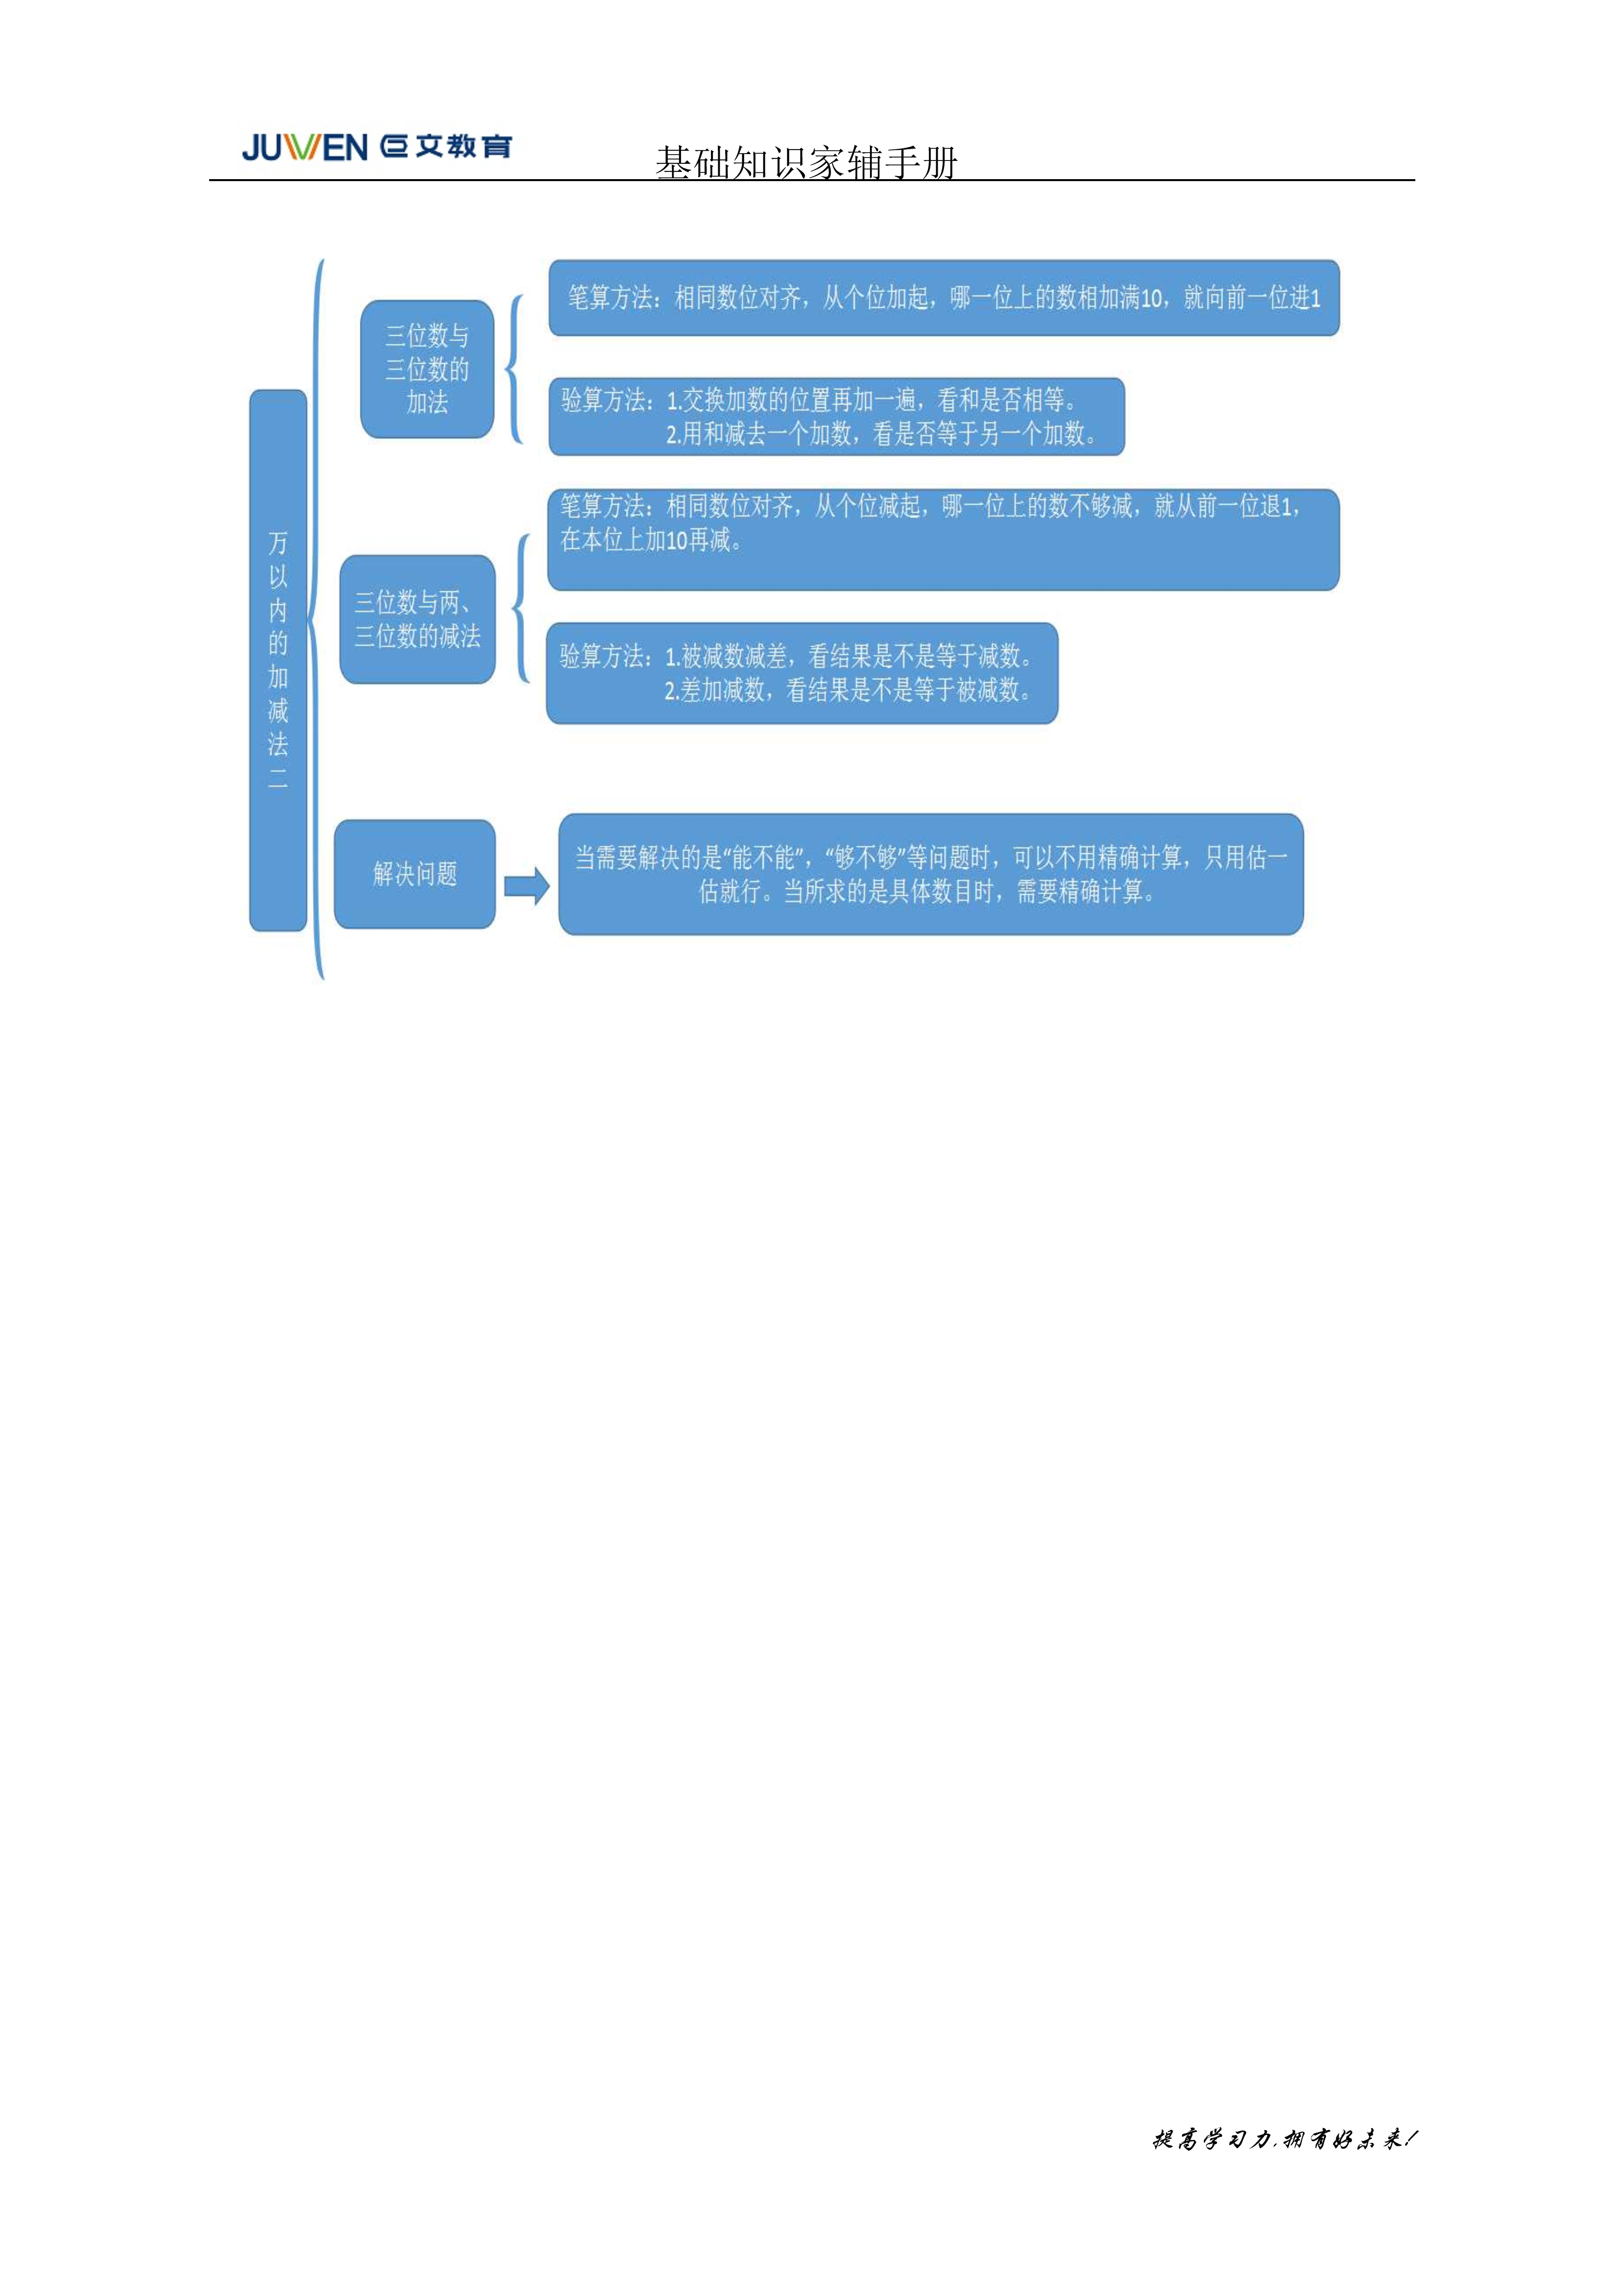 JUWEN 巨文教育
基础知识家辅手册
万以内的加减法二
三位数与
三位数的
加法
笔算方法：相同数位对齐，从个位加起，哪一位上的数相加满10，就向前一位进1
验算方法：1.交换加数的位置再加一遍，看和是否相等。
2.用和减去一个加数，看是否等于另一个加数。
三位数与两、
三位数的减法
笔算方法：相同数位对齐，从个位减起，哪一位上的数不够减，就从前一位退1，
在本位上加10再减。
验算方法：1.被减数减差，看结果是不是等于减数。
2.差加减数，看结果是不是等于被减数。
解决问题
当需要解决的是“能不能”，“够不够”等问题时，可以不用精确计算，只用估一
估就行。当所求的是具体数目时，需要精确计算。
提高学习力,拥有好未来!